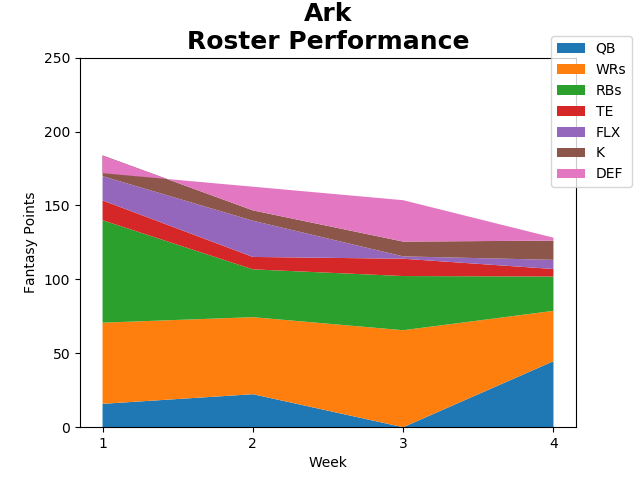 Ark
Roster Performance
QB
WRs
RBs
TE
FLX
K
DEF
250
200
150
100
50
0
Fantasy Points
1 2 3 4
Week